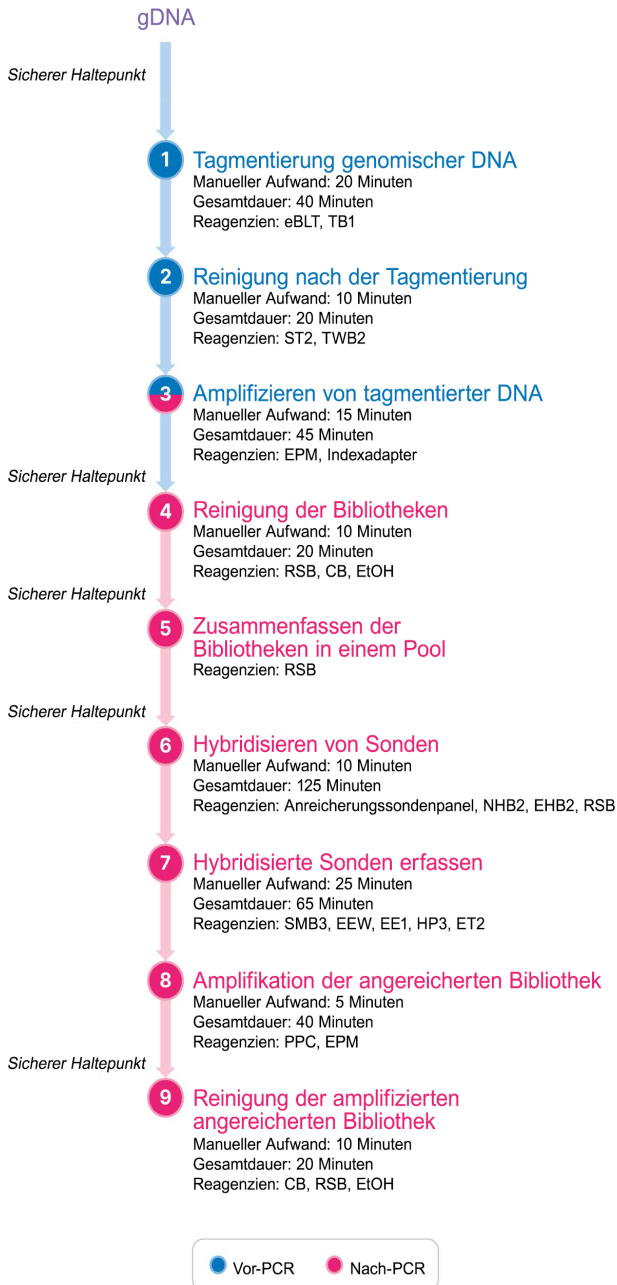 gDNA
Sicherer Haltepunkt
1 Tagmentierung genomischer DNA
Manueller Aufwand: 20 Minuten
Gesamtdauer: 40 Minuten
Reagenzien: eBLT, TB1
2 Reinigung nach der Tagmentierung
Manueller Aufwand: 10 Minuten
Gesamtdauer: 20 Minuten
Reagenzien: ST2, TWB2
3 Amplifizieren von tagmentierter DNA
Manueller Aufwand: 15 Minuten
Gesamtdauer: 45 Minuten
Reagenzien: EPM, Indexadapter
Sicherer Haltepunkt
4 Reinigung der Bibliotheken
Manueller Aufwand: 10 Minuten
Gesamtdauer: 20 Minuten
Reagenzien: RSB, CB, EtOH
Sicherer Haltepunkt
5 Zusammenfassen der
Bibliotheken in einem Pool
Reagenzien: RSB
Sicherer Haltepunkt
6 Hybridisieren von Sonden
Manueller Aufwand: 10 Minuten
Gesamtdauer: 125 Minuten
Reagenzien: Anreicherungssondenpanel, NHB2, EHB2, RSB
7 Hybridisierte Sonden erfassen
Manueller Aufwand: 25 Minuten
Gesamtdauer: 65 Minuten
Reagenzien: SMB3, EEW, EE1, HP3, ET2
8 Amplifikation der angereicherten Bibliothek
Manueller Aufwand: 5 Minuten
Gesamtdauer: 40 Minuten
Reagenzien: PPC, EPM
Sicherer Haltepunkt
9 Reinigung der amplifizierten
angereicherten Bibliothek
Manueller Aufwand: 10 Minuten
Gesamtdauer: 20 Minuten
Reagenzien: CB, RSB, EtOH
Vor-PCR Nach-PCR